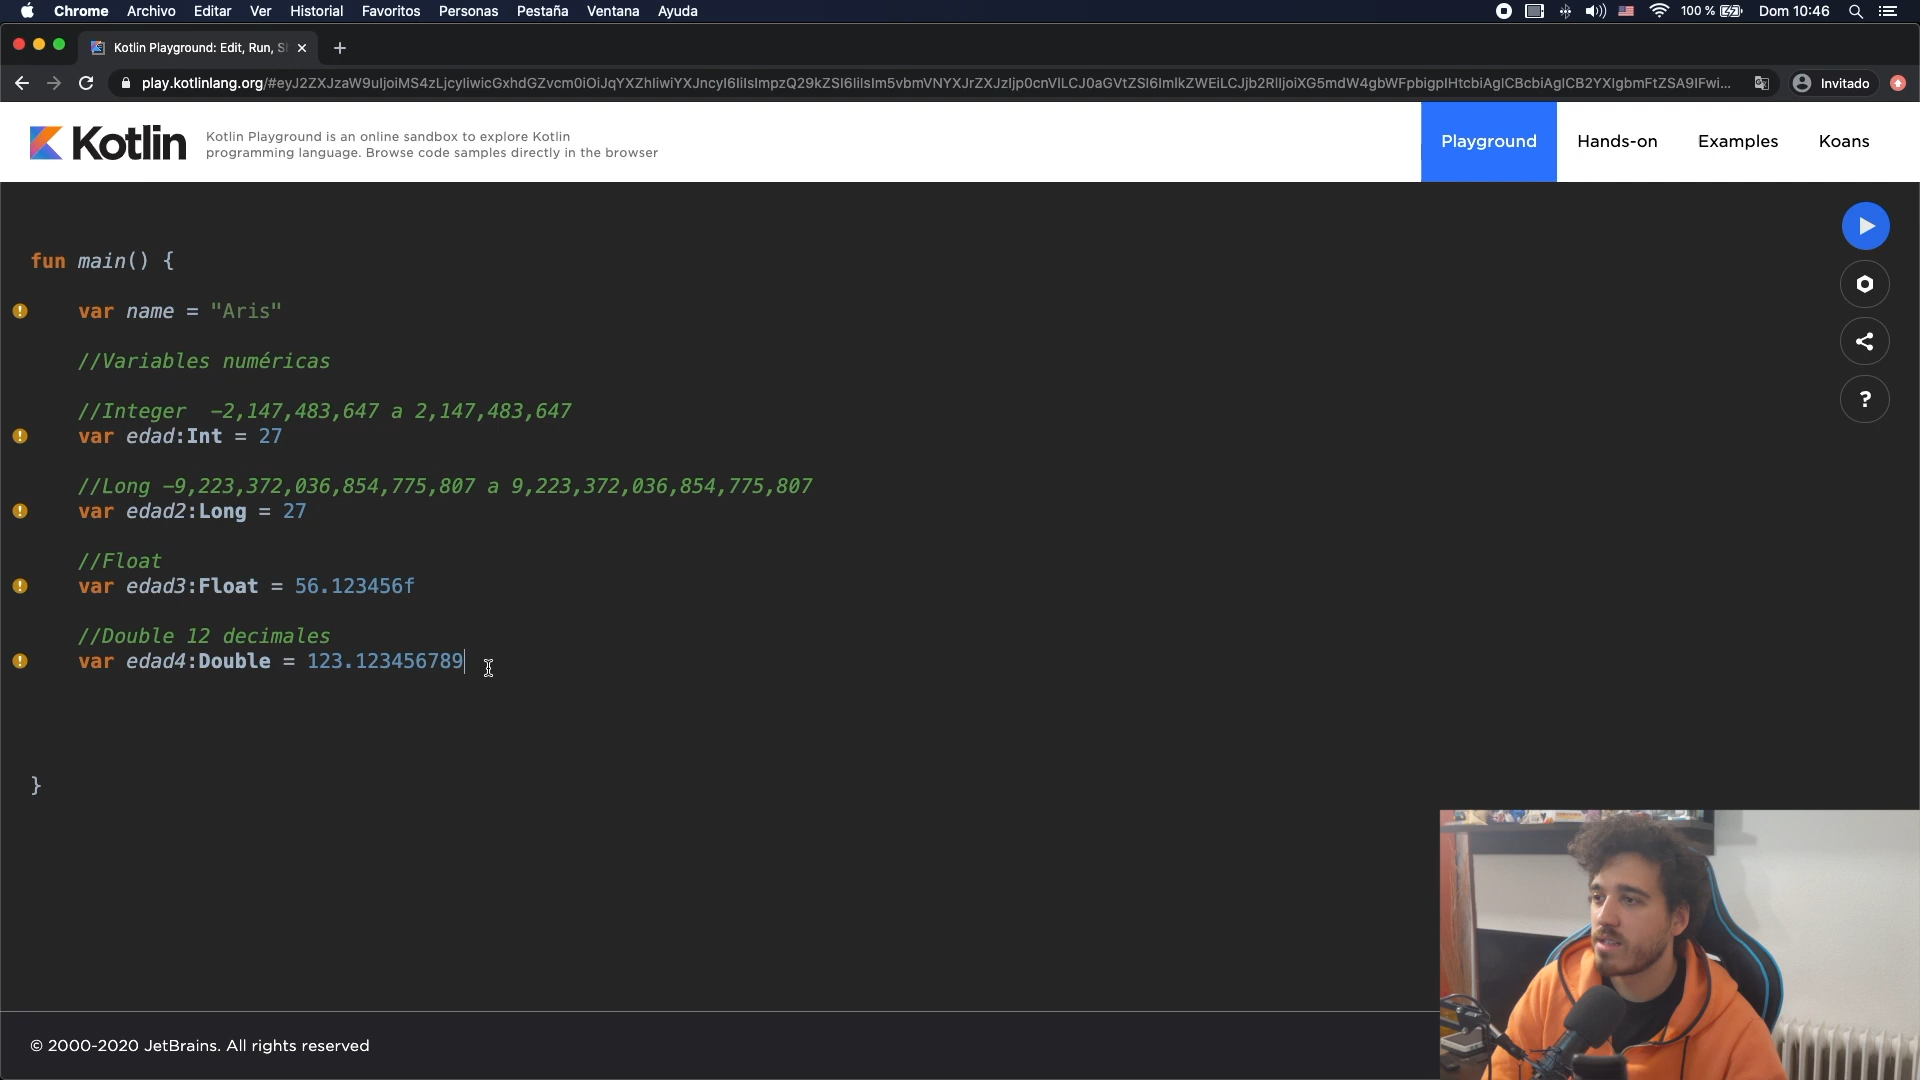 Chrome Archivo Editar Ver Historial Favoritos Personas Pestaña Ventana Ayuda 100 % Dom 10:46
Kotlin Playground: Edit, Run, S
play.kotlinlang.org Invitado
Kotlin
Kotlin Playground is an online sandbox to explore Kotlin
programming language. Browse code samples directly in the browser
Playground Hands-on Examples Koans
fun main() {
var name = "Aris"
//Variables numéricas
//Integer -2,147,483,647 a 2,147,483,647
var edad:Int = 27
//Long -9,223,372,036,854,775,807 a 9,223,372,036,854,775,807
var edad2:Long = 27
//Float
var edad3:Float = 56.123456f
//Double 12 decimales
var edad4:Double = 123.123456789
}
© 2000-2020 JetBrains. All rights reserved